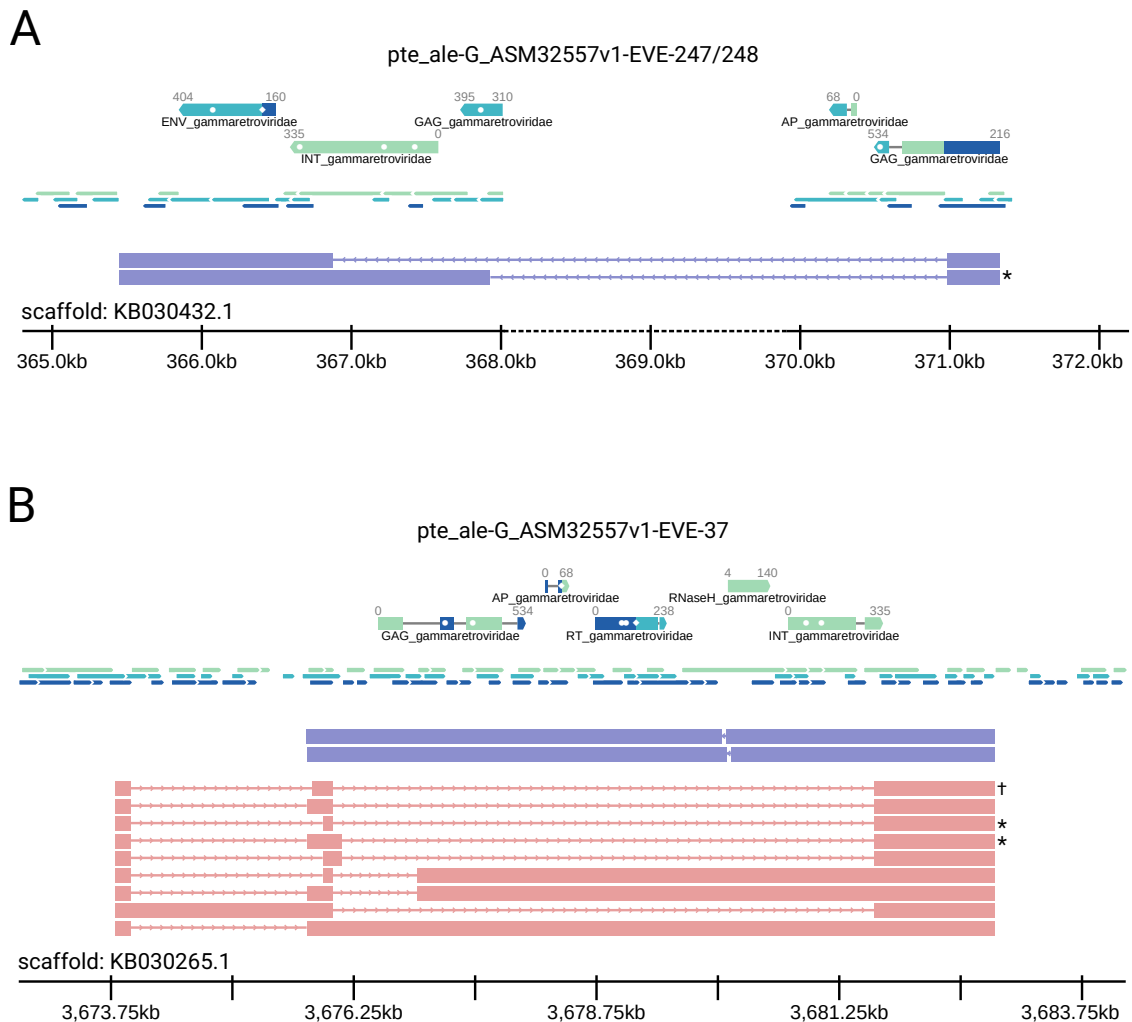 A
pte_ale-G_ASM32557v1-EVE-247/248
404 160 395 310 68 0
ENV_gammaretroviridae GAG_gammaretroviridae AP_gammaretroviridae
335 0 534 216
INT_gammaretroviridae GAG_gammaretroviridae
*
scaffold: KB030432.1
365.0kb 366.0kb 367.0kb 368.0kb 369.0kb 370.0kb 371.0kb 372.0kb
B
pte_ale-G_ASM32557v1-EVE-37
0 68 4 140
AP_gammaretroviridae RNaseH_gammaretroviridae
0 534 0 238 0 335
GAG_gammaretroviridae RT_gammaretroviridae INT_gammaretroviridae
†
*
*
scaffold: KB030265.1
3,673.75kb 3,676.25kb 3,678.75kb 3,681.25kb 3,683.75kb